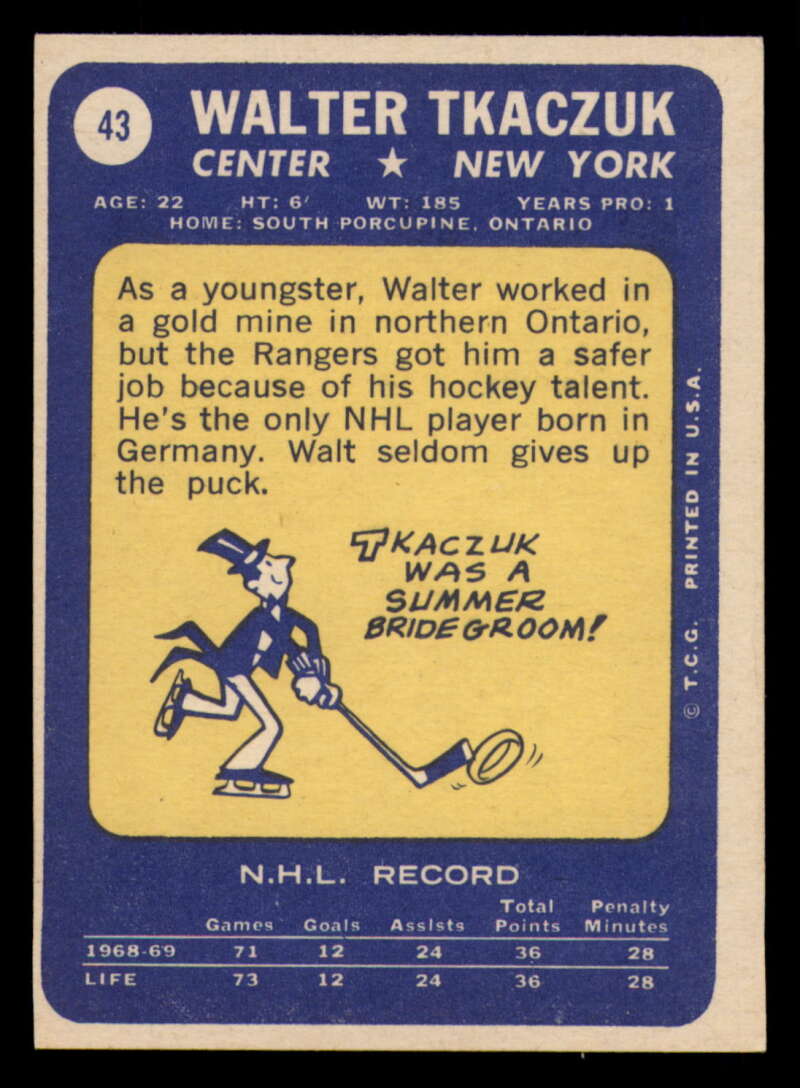 43
WALTER TKACZUK
CENTER ★ NEW YORK
AGE: 22 HT: 6' WT: 185 YEARS PRO: 1
HOME: SOUTH PORCUPINE, ONTARIO
As a youngster, Walter worked in
a gold mine in northern Ontario,
but the Rangers got him a safer
job because of his hockey talent.
He's the only NHL player born in
Germany. Walt seldom gives up
the puck.
TKACZUK
WAS A
SUMMER
BRIDEGROOM!
© T.C.G. PRINTED IN U.S.A.
N.H.L. RECORD
Games Goals Assists Total Points Penalty Minutes
1968-69 71 12 24 36 28
LIFE 73 12 24 36 28